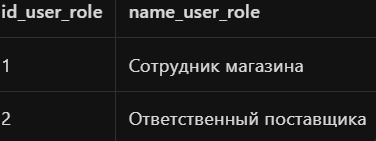 id_user_role name_user_role
1 Сотрудник магазина
2 Ответственный поставщика